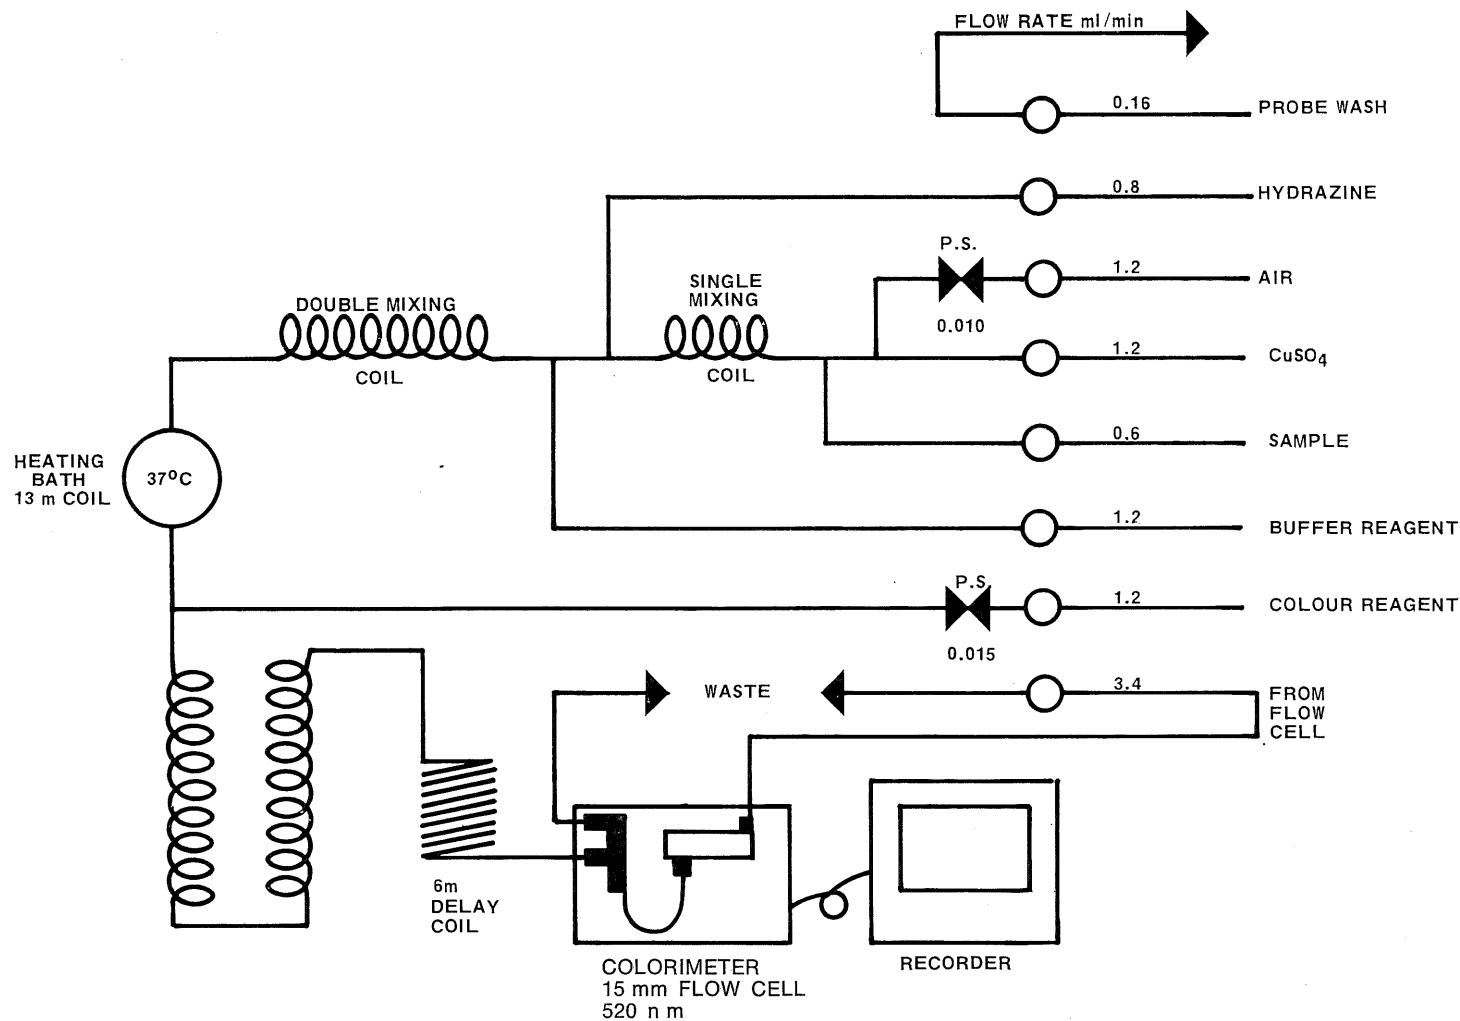 FLOW RATE ml/min
0.16
PROBE WASH
0.8
HYDRAZINE
P.S.
1.2
AIR
0.010
SINGLE
MIXING
COIL
DOUBLE MIXING
COIL
1.2
CuSO4
0.6
SAMPLE
HEATING
BATH
13 m COIL
37°C
1.2
BUFFER REAGENT
P.S.
1.2
COLOUR REAGENT
0.015
WASTE
3.4
FROM
FLOW
CELL
6m
DELAY
COIL
COLORIMETER
15 mm FLOW CELL
520 n m
RECORDER